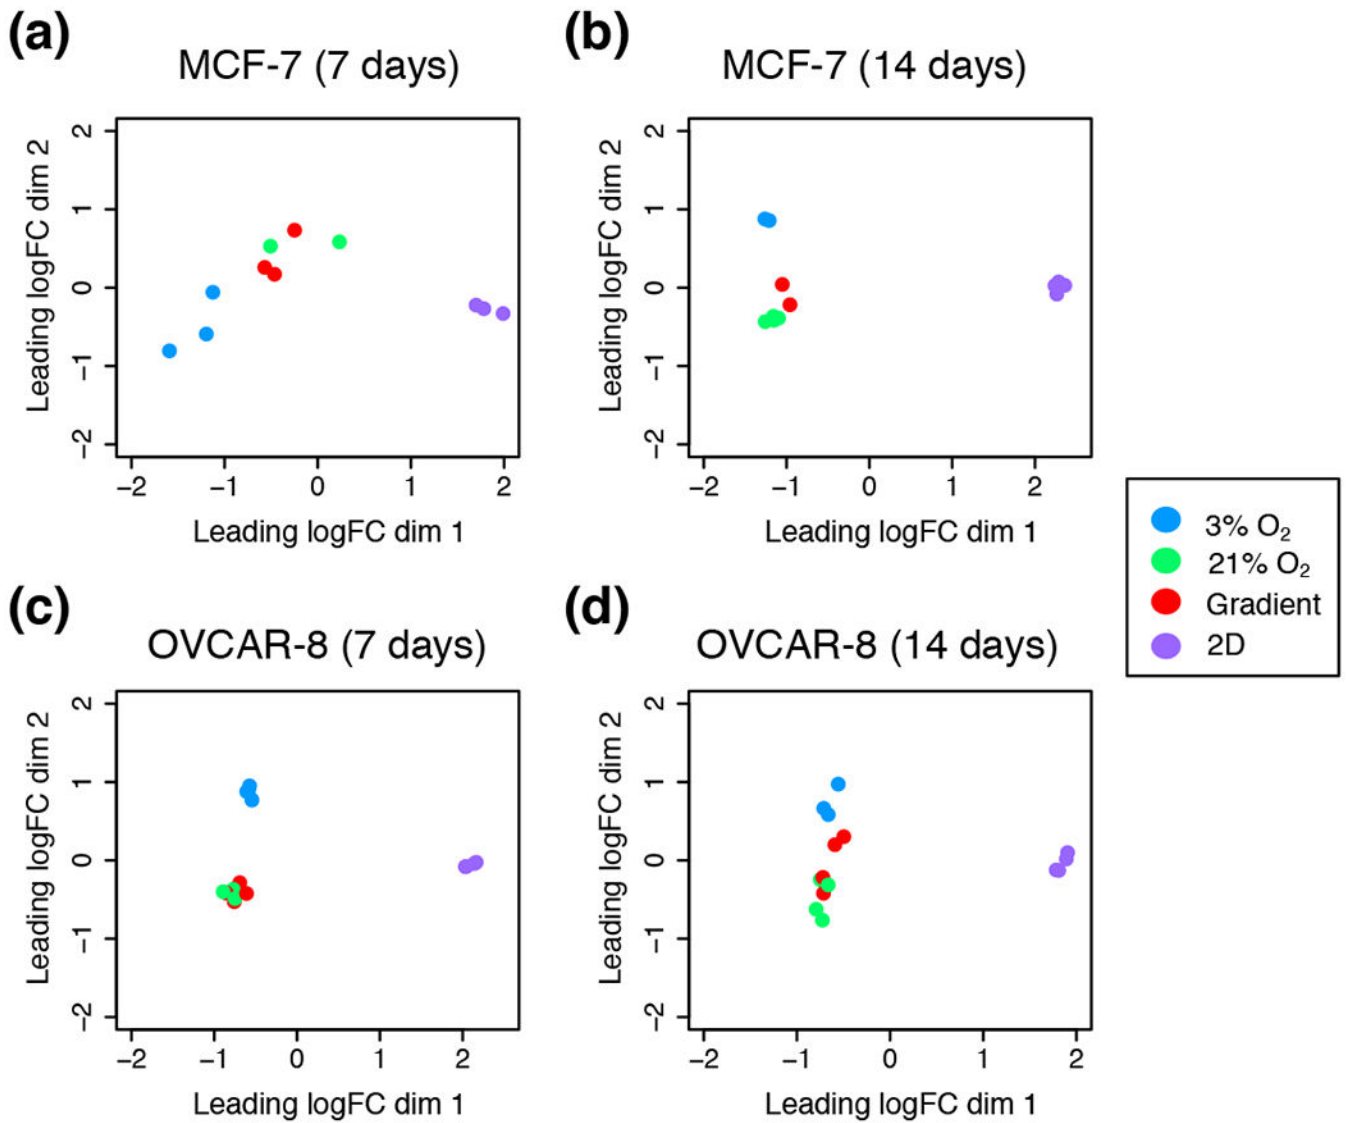 (a)
MCF-7 (7 days)
Leading logFC dim 2
2
1
0
−1
−2
−2 −1 0 1 2
Leading logFC dim 1
(b)
MCF-7 (14 days)
Leading logFC dim 2
2
1
0
−1
−2
−2 −1 0 1 2
Leading logFC dim 1
3% O₂
21% O₂
Gradient
2D
(c)
OVCAR-8 (7 days)
Leading logFC dim 2
2
1
0
−1
−2
−2 −1 0 1 2
Leading logFC dim 1
(d)
OVCAR-8 (14 days)
Leading logFC dim 2
2
1
0
−1
−2
−2 −1 0 1 2
Leading logFC dim 1